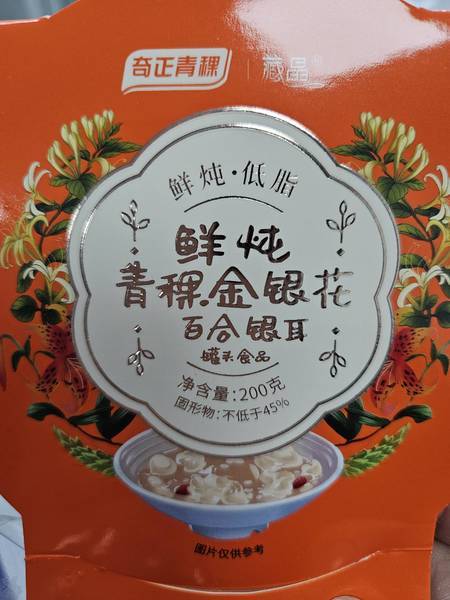 奇正青稞 藏晶
鲜炖·低脂
鲜炖
青稞金银花
百合银耳
罐头食品
净含量:200克
固形物:不低于45%
图片仅供参考